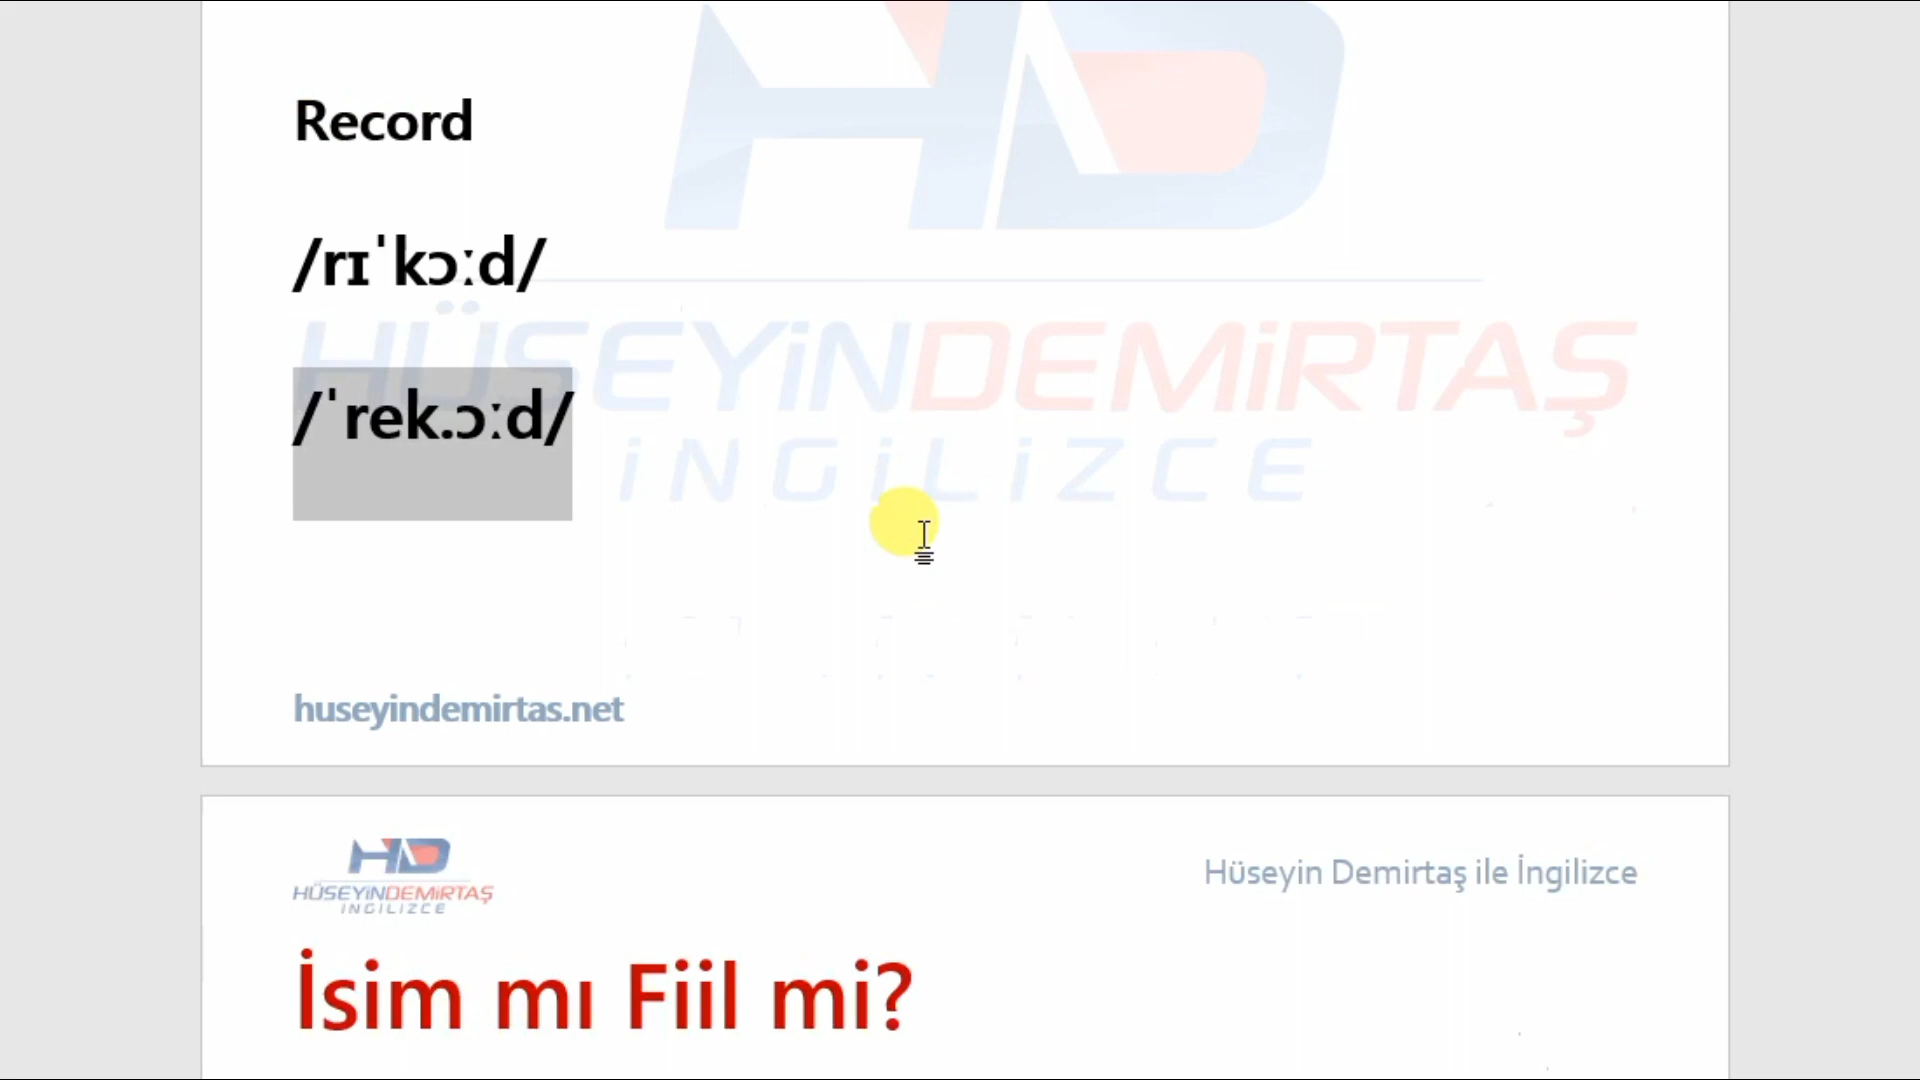 Record
/rɪˈkɔːd/
HÜSEYİNDEMİRTAŞ
İNGİLİZCE
/ˈrek.ɔːd/
huseyindemirtas.net
HÜSEYİNDEMİRTAŞ
İNGİLİZCE
Hüseyin Demirtaş ile İngilizce
İsim mı Fiil mi?